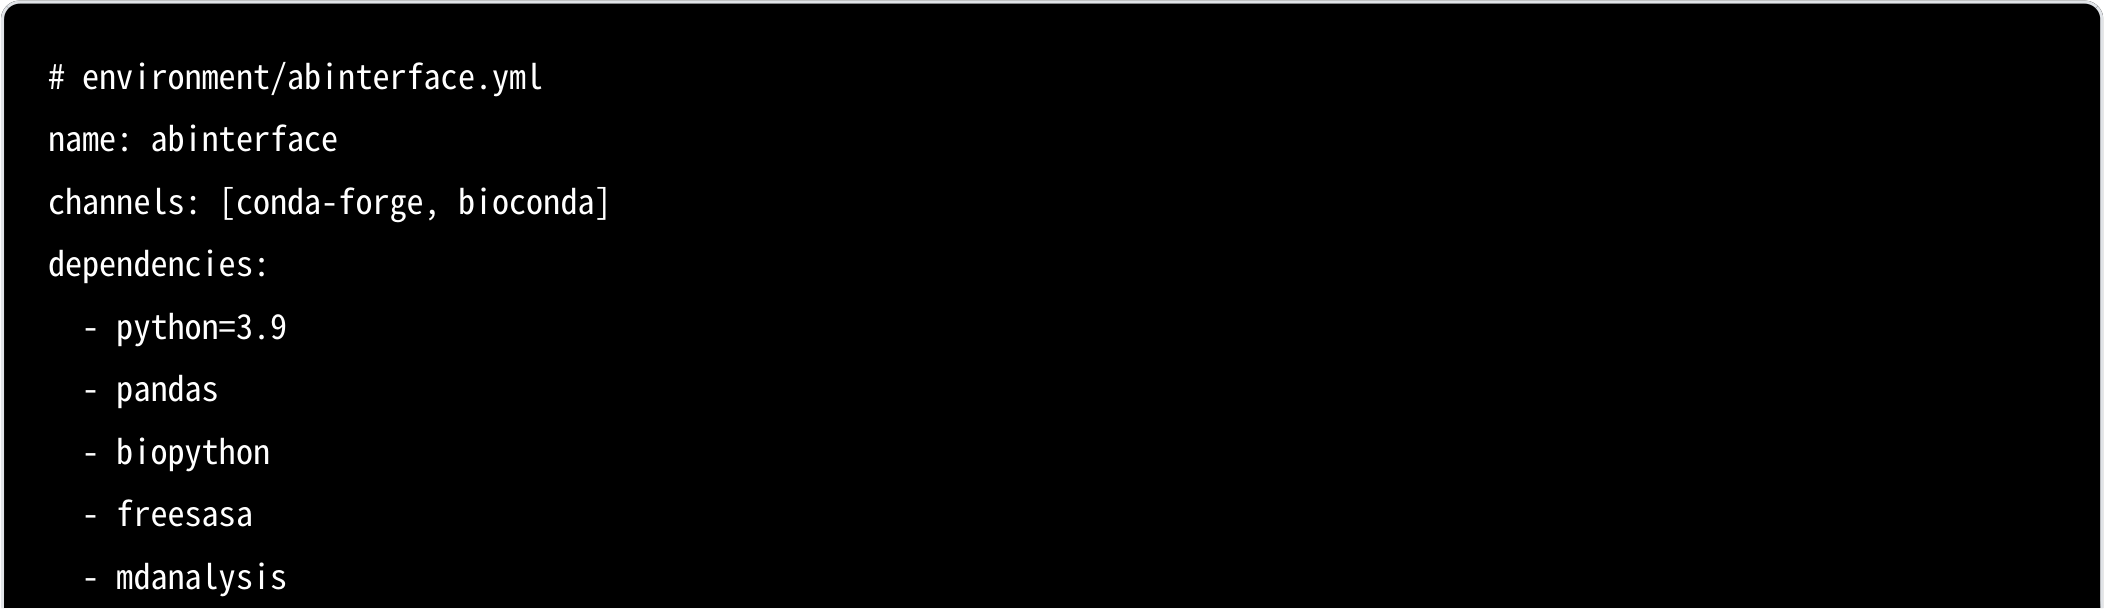 # environment/abinterface.yml
name: abinterface
channels: [conda-forge, bioconda]
dependencies:
  - python=3.9
  - pandas
  - biopython
  - freesasa
  - mdanalysis